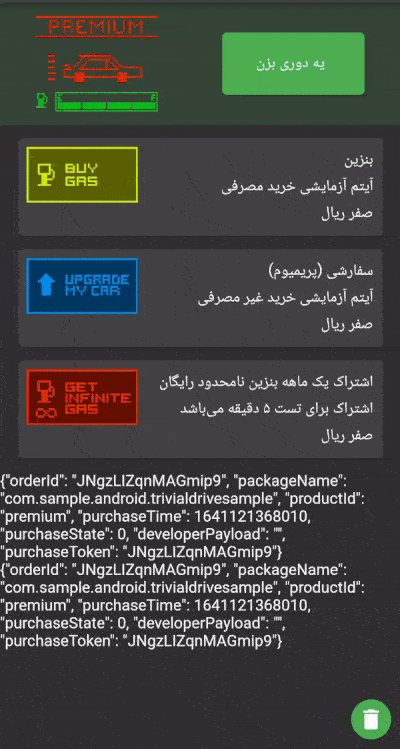 PREMIUM
E F
یه دوری بزن
BUY
GAS
بنزین
آیتم آزمایشی خرید مصرفی
صفر ریال
UPGRADE
MY CAR
سفارشی (پریمیوم)
آیتم آزمایشی خرید غیر مصرفی
صفر ریال
GET
INFINITE
GAS
اشتراک یک ماهه بنزین نامحدود رایگان
اشتراک برای تست ۵ دقیقه می‌باشد
صفر ریال
{"orderId": "JNgzLIZqnMAGmip9", "packageName":
"com.sample.android.trivialdrivesample", "productId":
"premium", "purchaseTime": 1641121368010,
"purchaseState": 0, "developerPayload": "",
"purchaseToken": "JNgzLIZqnMAGmip9"}
{"orderId": "JNgzLIZqnMAGmip9", "packageName":
"com.sample.android.trivialdrivesample", "productId":
"premium", "purchaseTime": 1641121368010,
"purchaseState": 0, "developerPayload": "",
"purchaseToken": "JNgzLIZqnMAGmip9"}